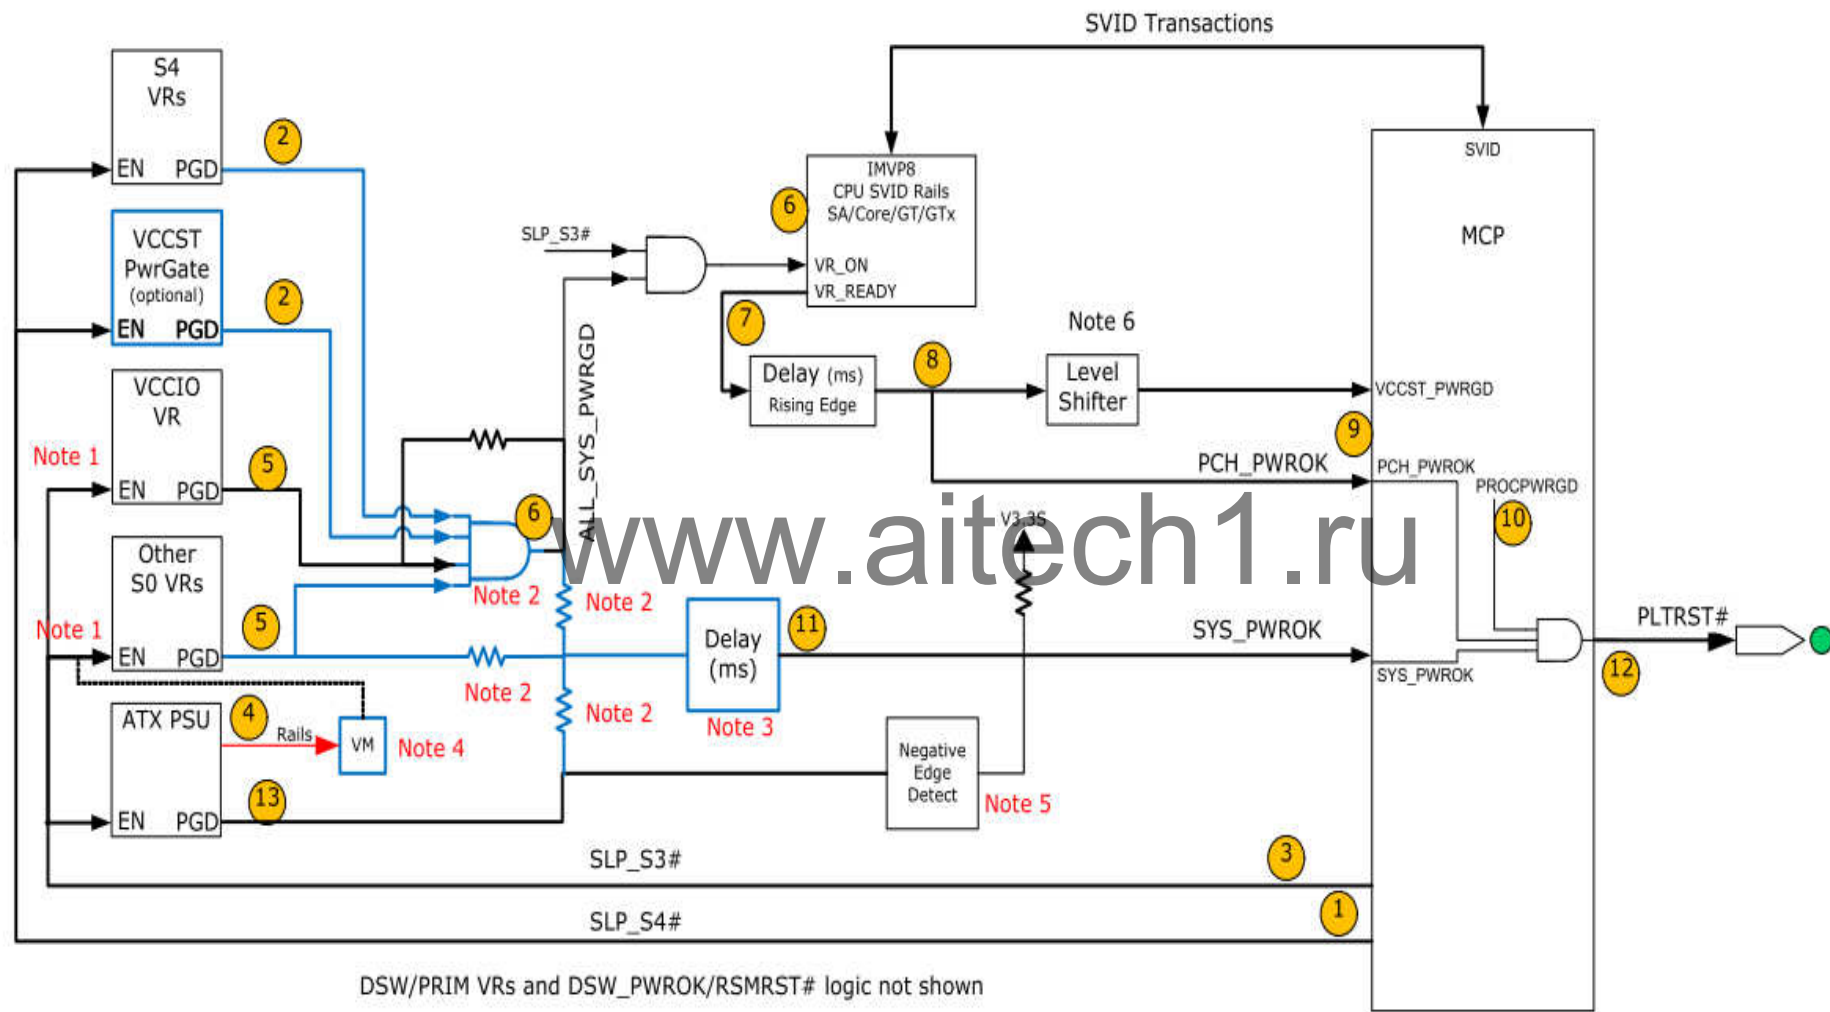 SVID Transactions
S4
VRs
EN PGD
2
VCCST
PwrGate
(optional)
EN PGD
2
VCCIO
VR
Note 1
EN PGD
5
Other
S0 VRs
Note 1
EN PGD
5
ATX PSU
4
Rails
VM
Note 4
EN PGD
13
SLP_S3#
IMVP8
CPU SVID Rails
SA/Core/GT/GTx
6
VR_ON
VR_READY
7
Delay (ms)
Rising Edge
8
Note 6
Level
Shifter
ALL_SYS_PWRGD
6
Note 2
Note 2
Note 2
Note 2
Delay
(ms)
Note 3
11
V3.3S
Negative
Edge
Detect
Note 5
PCH_PWROK
SYS_PWROK
SVID
MCP
VCCST_PWRGD
9
PCH_PWROK
PROCPWRGD
10
SYS_PWROK
12
PLTRST#
SLP_S3#
3
SLP_S4#
1
DSW/PRIM VRs and DSW_PWROK/RSMRST# logic not shown
www.aitech1.ru